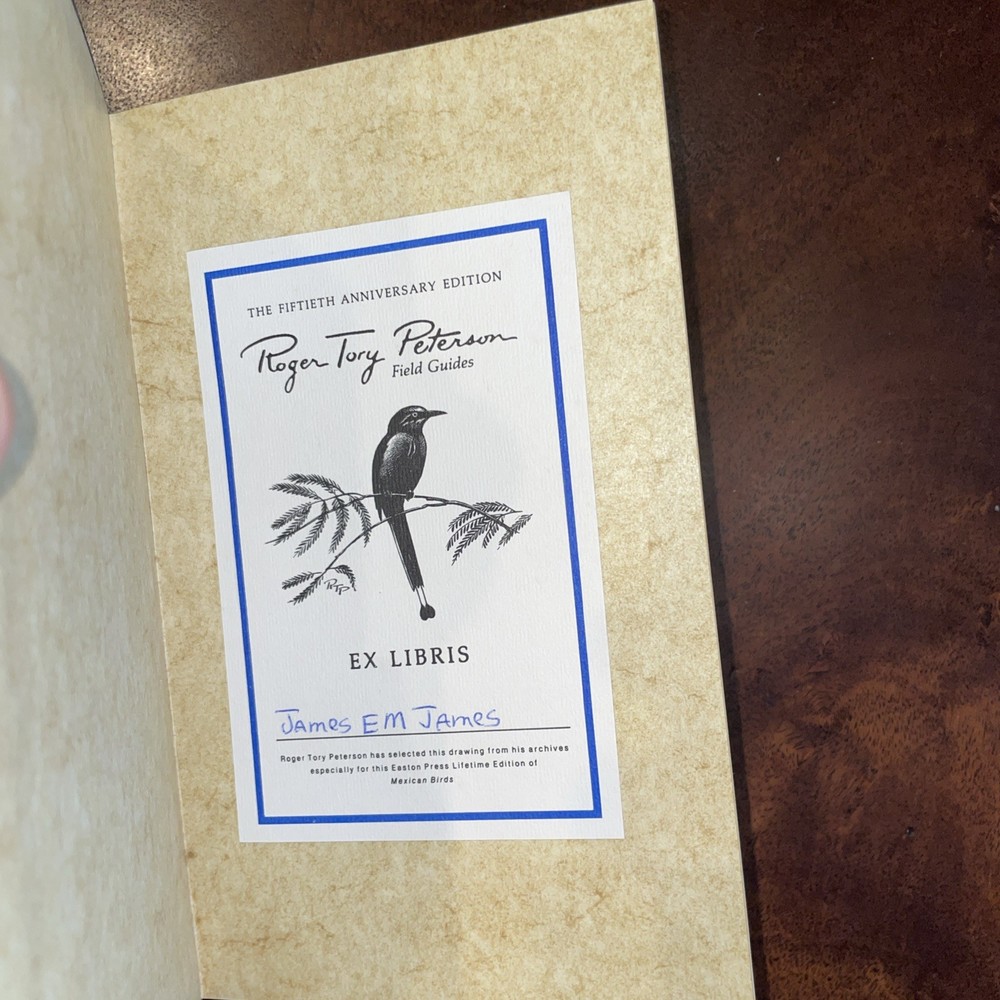 THE FIFTIETH ANNIVERSARY EDITION
Roger Tory Peterson
Field Guides
RTP
EX LIBRIS
James EM James
Roger Tory Peterson has selected this drawing from his archives
especially for this Easton Press Lifetime Edition of
Mexican Birds